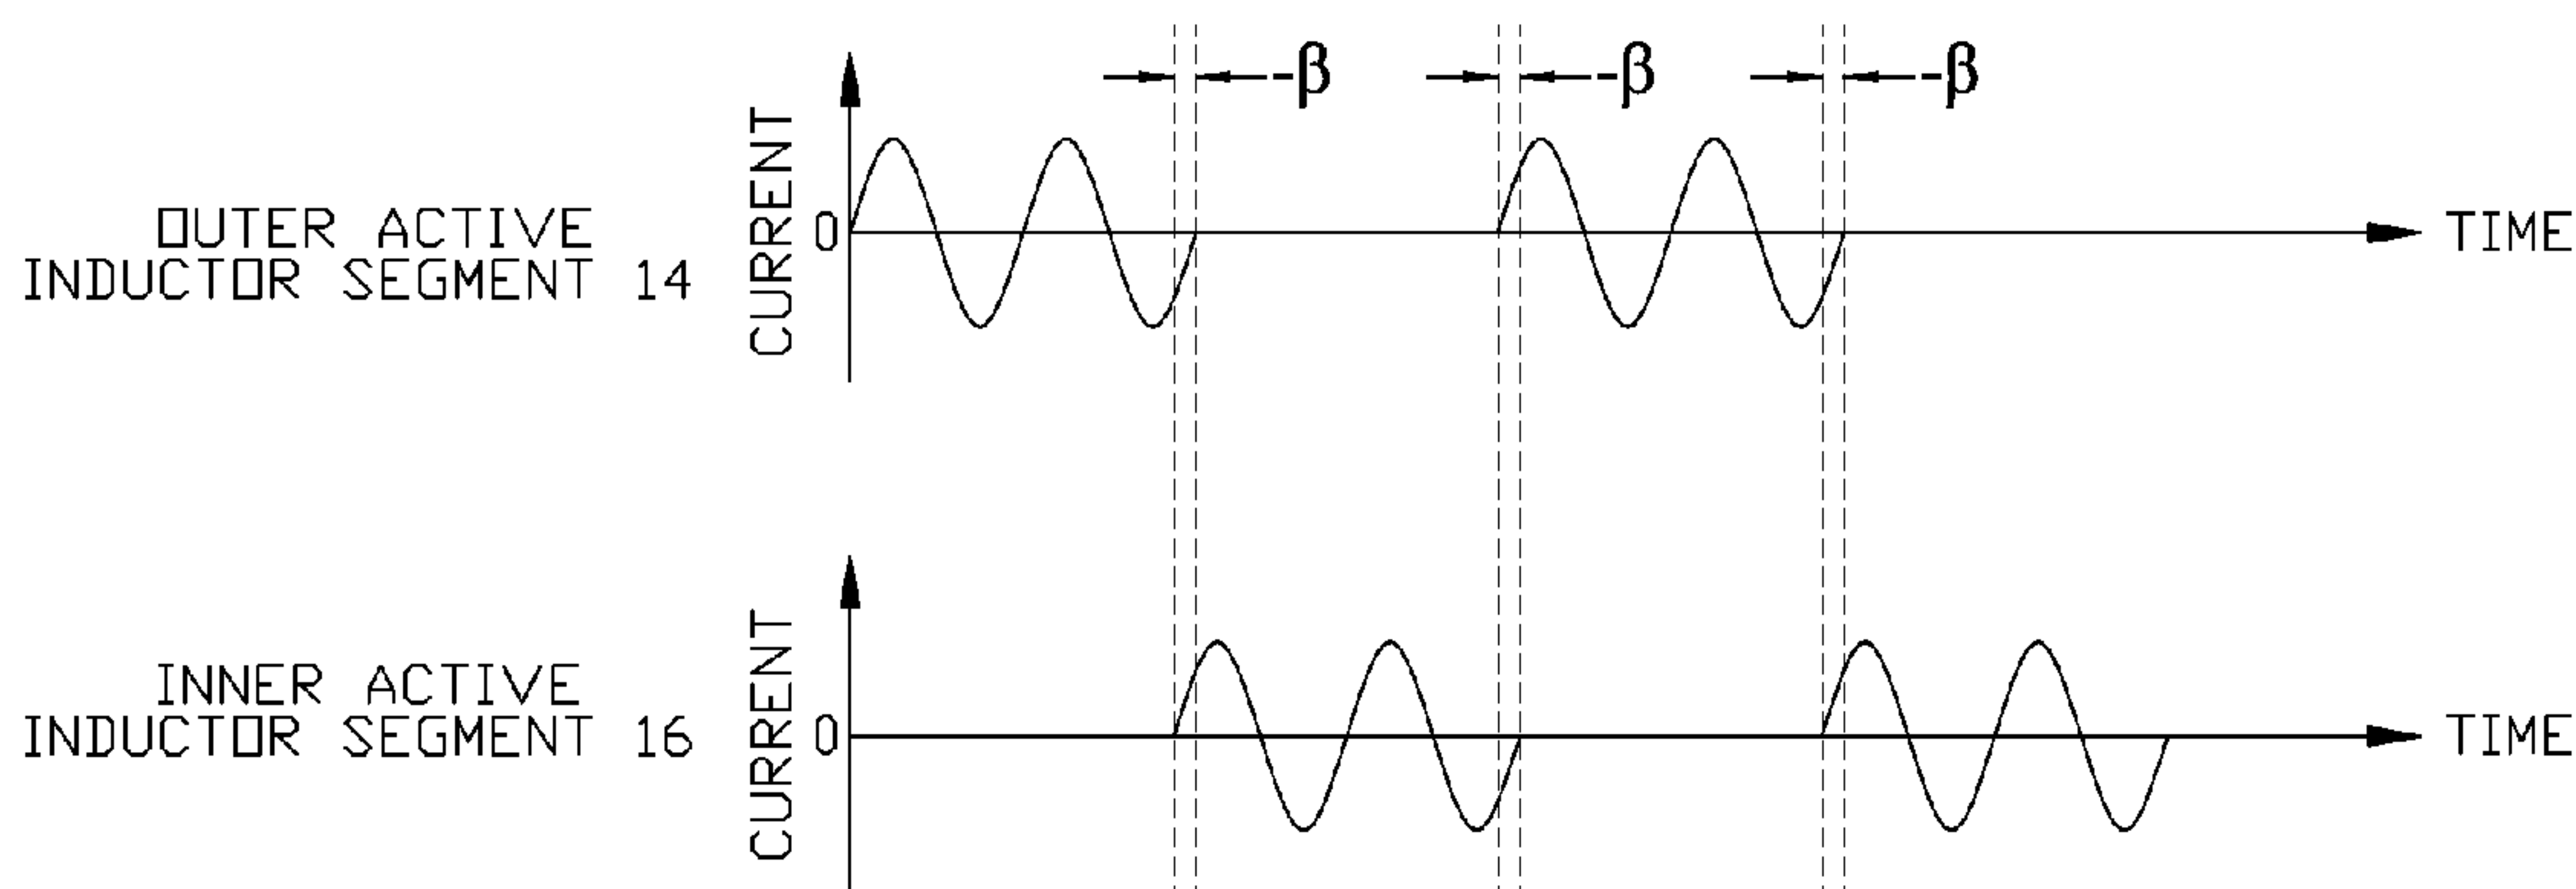 -β -β -β
CURRENT
0
OUTER ACTIVE
INDUCTOR SEGMENT 14
TIME
CURRENT
0
INNER ACTIVE
INDUCTOR SEGMENT 16
TIME